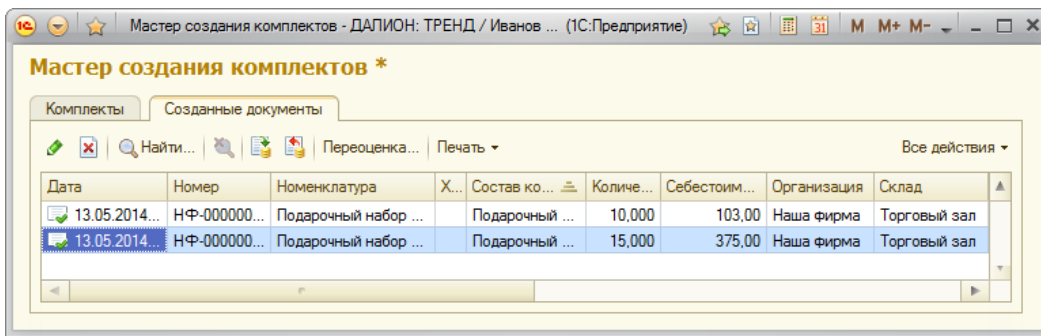 Мастер создания комплектов - ДАЛИОН: ТРЕНД / Иванов ... (1С:Предприятие) 31 M M+ M-
Мастер создания комплектов *
Комплекты Созданные документы
Найти... Переоценка... Печать Все действия
Дата Номер Номенклатура Х... Состав ко... Количе... Себестоим... Организация Склад
13.05.2014... НФ-000000... Подарочный набор ... Подарочный ... 10,000 103,00 Наша фирма Торговый зал
13.05.2014... НФ-000000... Подарочный набор ... Подарочный ... 15,000 375,00 Наша фирма Торговый зал